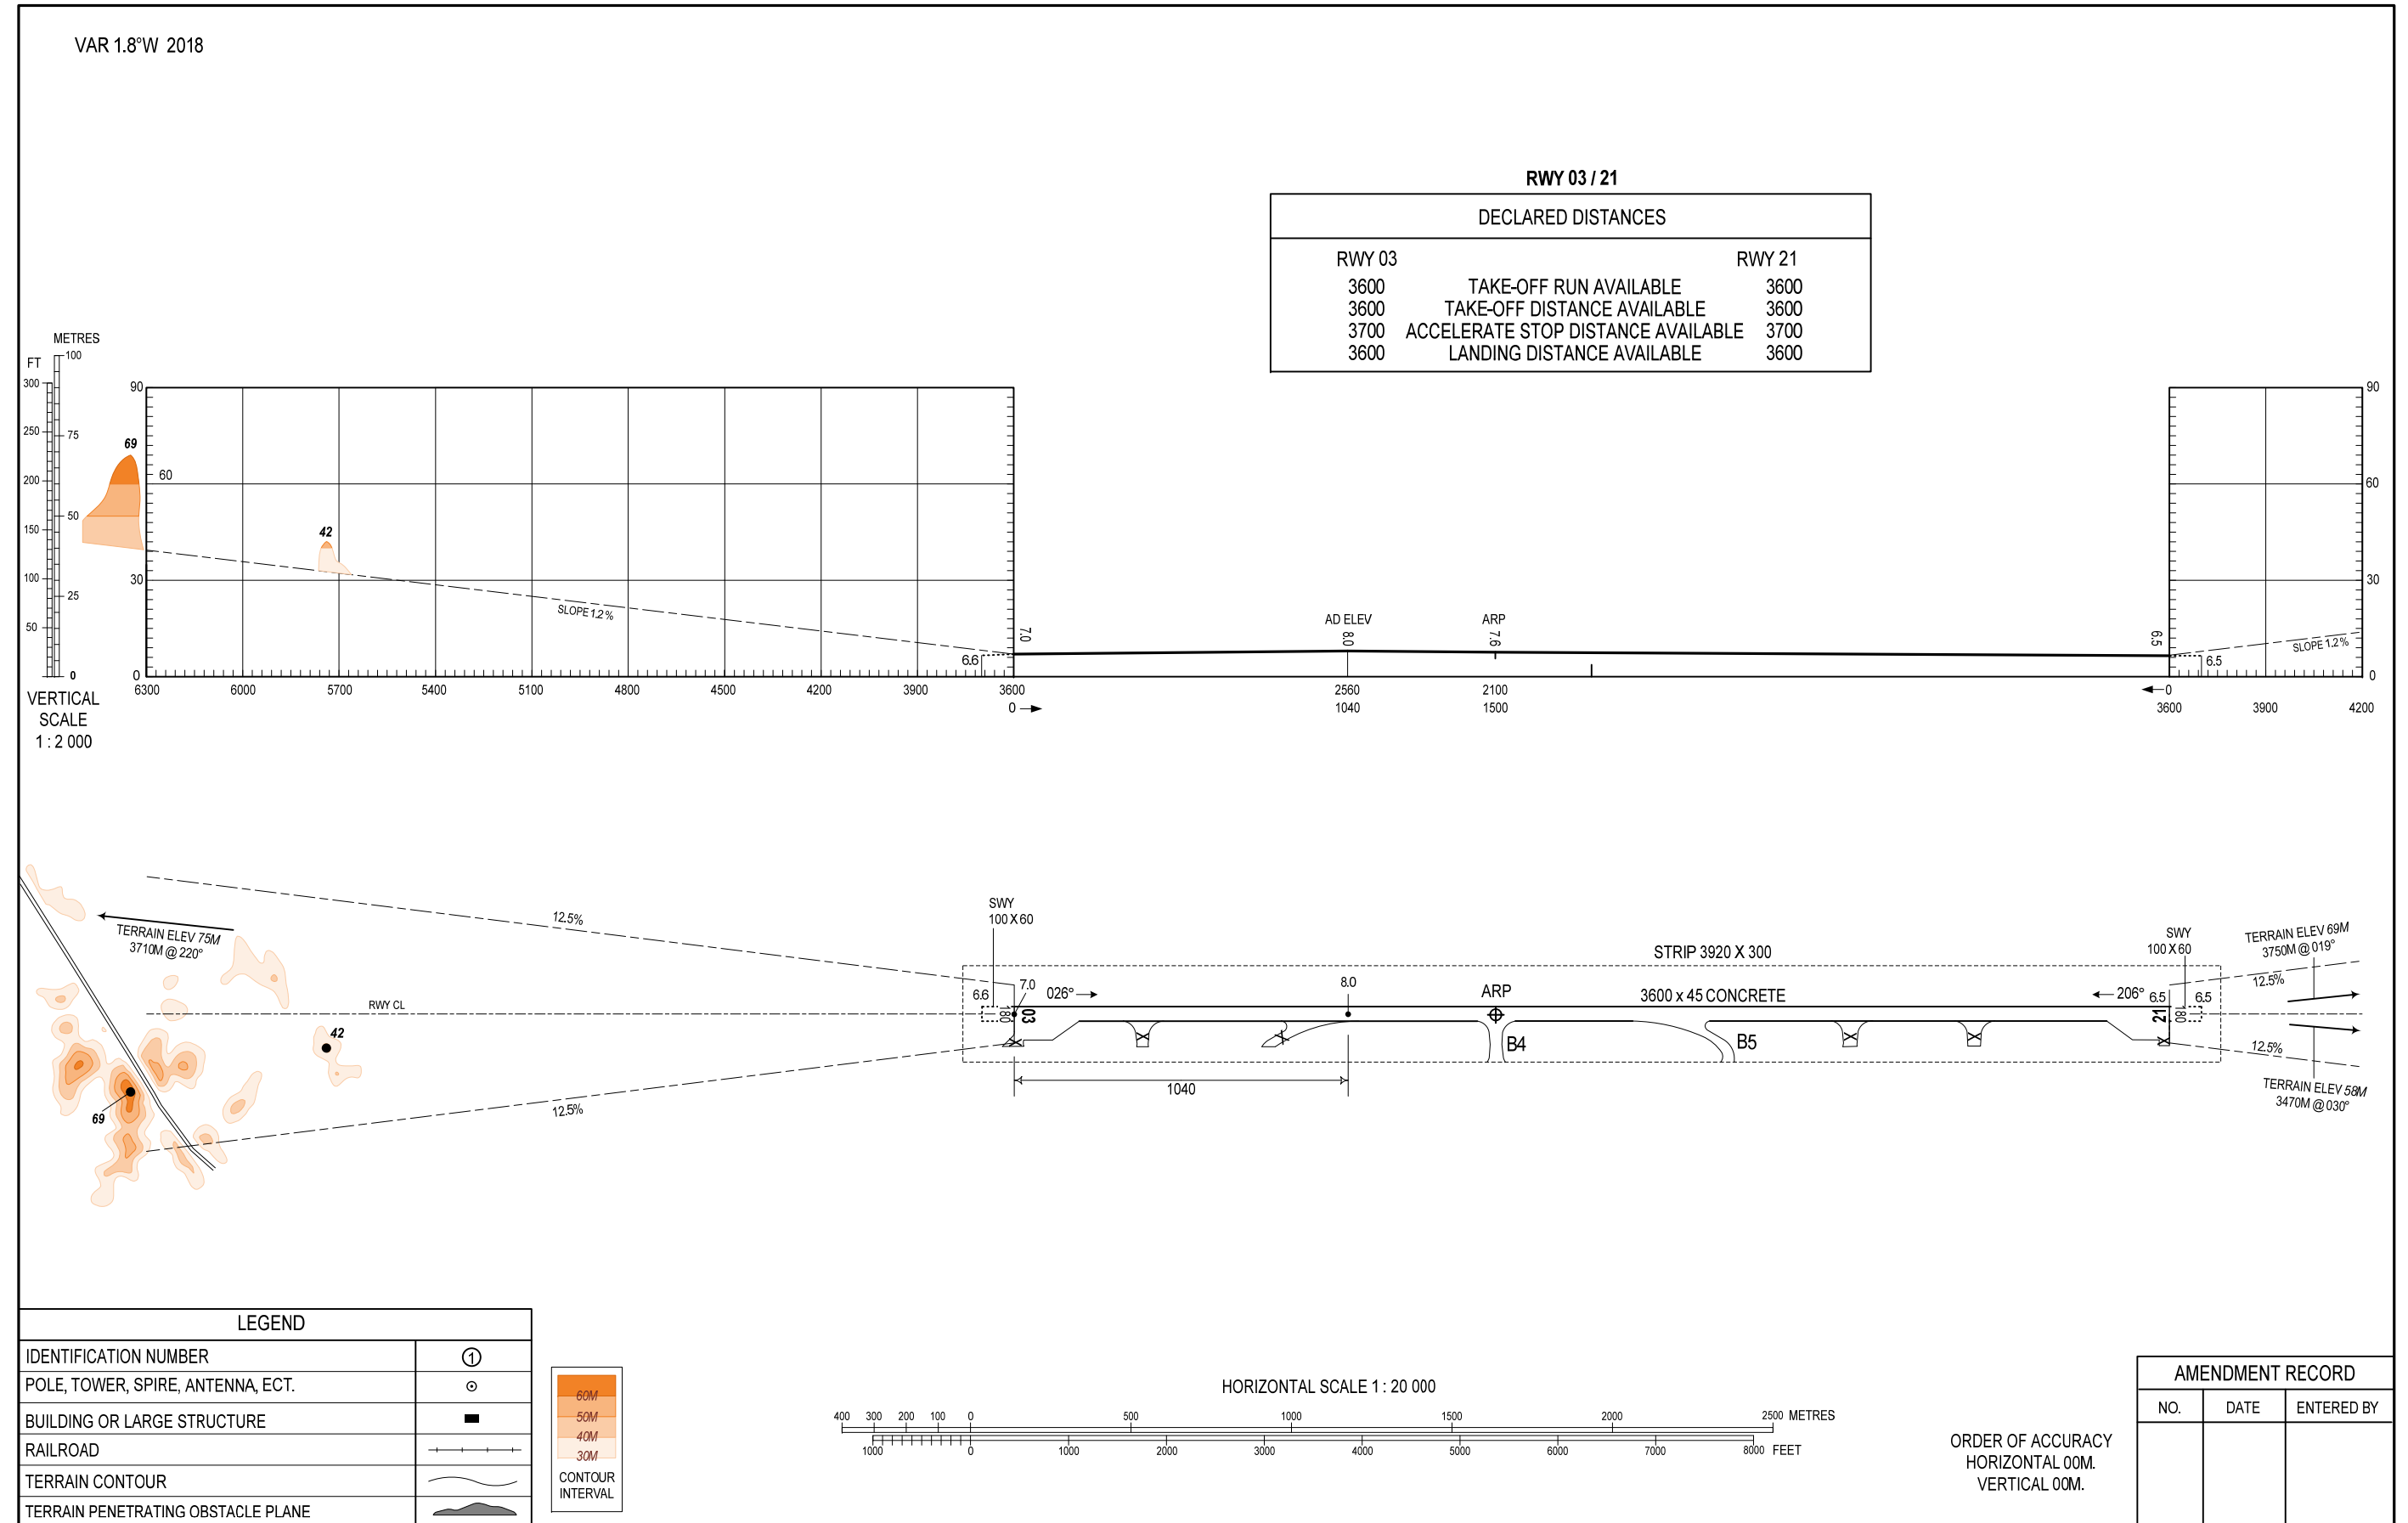 VAR 1.8°W 2018
RWY 03 / 21
DECLARED DISTANCES
RWY 03 RWY 21
3600 TAKE-OFF RUN AVAILABLE 3600
3600 TAKE-OFF DISTANCE AVAILABLE 3600
3700 ACCELERATE STOP DISTANCE AVAILABLE 3700
3600 LANDING DISTANCE AVAILABLE 3600
METRES
FT
100
300
250
75
200
50
150
100
25
50
0
VERTICAL
SCALE
1 : 2 000
90
60
30
0
69
42
SLOPE 1.2%
6.6
7.0
AD ELEV
8.0
ARP
7.6
6.5
6.5
SLOPE 1.2%
90
60
30
0
6300 6000 5700 5400 5100 4800 4500 4200 3900 3600 2560 2100 0
0 1040 1500 3600 3900 4200
TERRAIN ELEV 75M
3710M @ 220°
12.5%
RWY CL
42
69
12.5%
SWY
100 X 60
6.6
7.0
026°
180
03
8.0
ARP
STRIP 3920 X 300
3600 x 45 CONCRETE
B4
B5
1040
SWY
100 X 60
206°
6.5
6.5
21
180
TERRAIN ELEV 69M
3750M @ 019°
12.5%
12.5%
TERRAIN ELEV 58M
3470M @ 030°
LEGEND
IDENTIFICATION NUMBER 1
POLE, TOWER, SPIRE, ANTENNA, ECT.
BUILDING OR LARGE STRUCTURE
RAILROAD
TERRAIN CONTOUR
TERRAIN PENETRATING OBSTACLE PLANE
60M
50M
40M
30M
CONTOUR
INTERVAL
HORIZONTAL SCALE 1 : 20 000
400 300 200 100 0 500 1000 1500 2000 2500 METRES
1000 0 1000 2000 3000 4000 5000 6000 7000 8000 FEET
ORDER OF ACCURACY
HORIZONTAL 00M.
VERTICAL 00M.
AMENDMENT RECORD
NO. DATE ENTERED BY